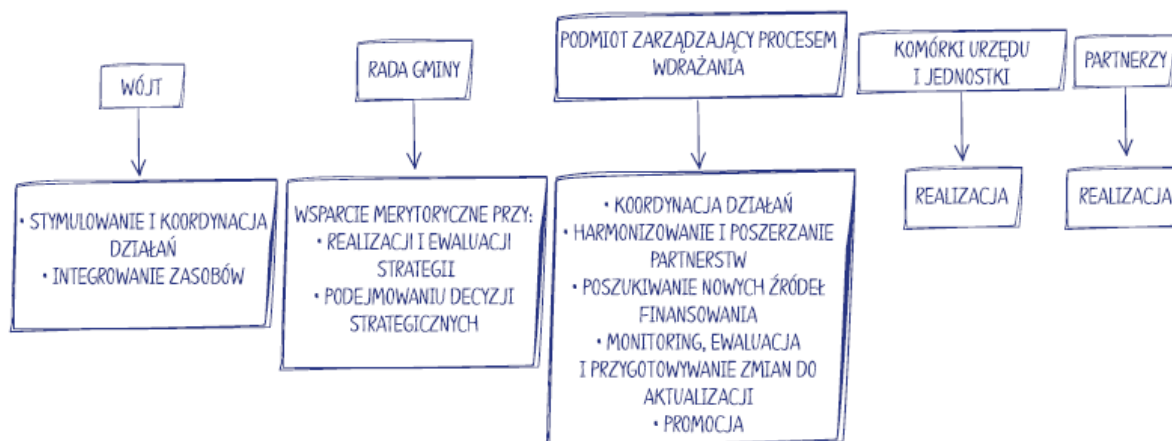 WÓJT
RADA GMINY
PODMIOT ZARZĄDZAJĄCY PROCESEM
WDRAŻANIA
KOMÓRKI URZĘDU
I JEDNOSTKI
PARTNERZY
• STYMULOWANIE I KOORDYNACJA
DZIAŁAŃ
• INTEGROWANIE ZASOBÓW
WSPARCIE MERYTORYCZNE PRZY:
• REALIZACJI I EWALUACJI
STRATEGII
• PODEJMOWANIU DECYZJI
STRATEGICZNYCH
• KOORDYNACJA DZIAŁAŃ
• HARMONIZOWANIE I POSZERZANIE
PARTNERSTW
• POSZUKIWANIE NOWYCH ŹRÓDEŁ
FINANSOWANIA
• MONITORING, EWALUACJA
I PRZYGOTOWYWANIE ZMIAN DO
AKTUALIZACJI
• PROMOCJA
REALIZACJA
REALIZACJA